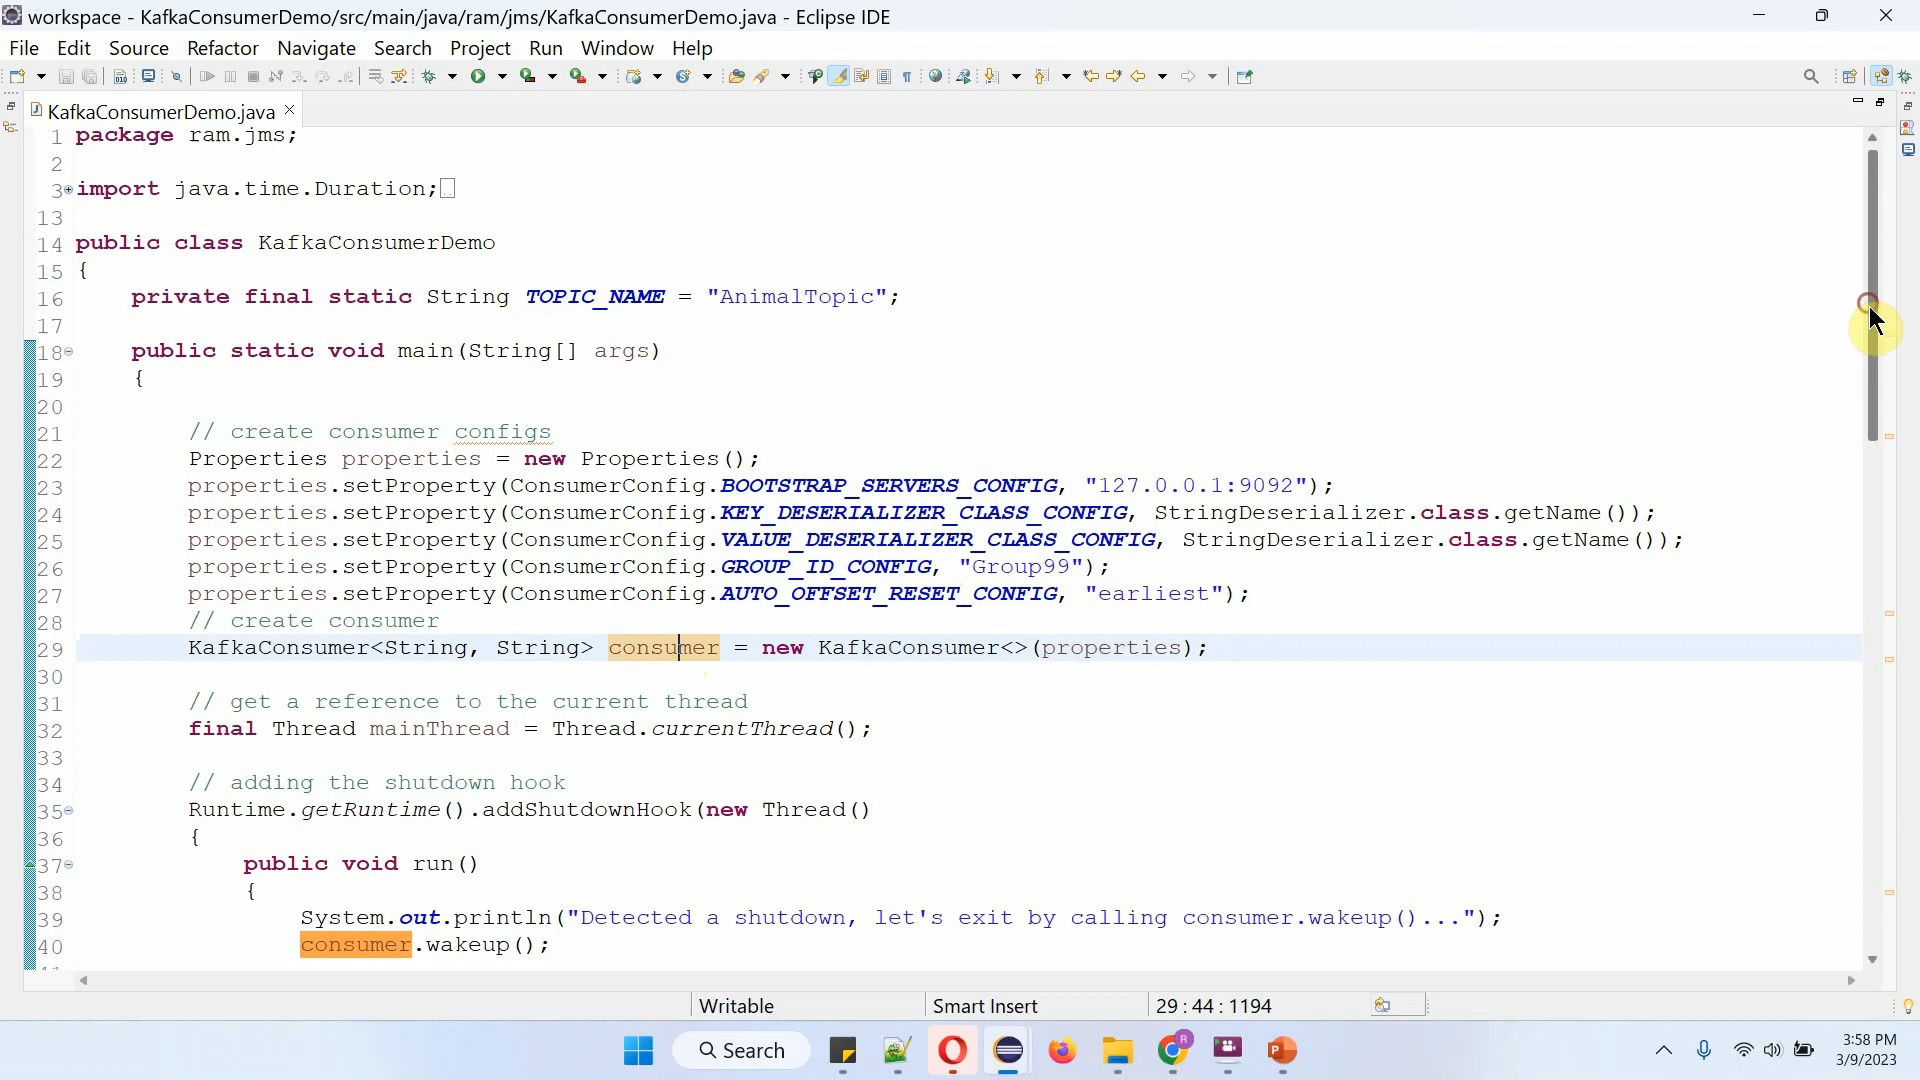 workspace - KafkaConsumerDemo/src/main/java/ram/jms/KafkaConsumerDemo.java - Eclipse IDE
File Edit Source Refactor Navigate Search Project Run Window Help
KafkaConsumerDemo.java
1 package ram.jms;
2
3 import java.time.Duration;
13
14 public class KafkaConsumerDemo
15 {
16 private final static String TOPIC_NAME = "AnimalTopic";
17
18 public static void main(String[] args)
19 {
20
21 // create consumer configs
22 Properties properties = new Properties();
23 properties.setProperty(ConsumerConfig.BOOTSTRAP_SERVERS_CONFIG, "127.0.0.1:9092");
24 properties.setProperty(ConsumerConfig.KEY_DESERIALIZER_CLASS_CONFIG, StringDeserializer.class.getName());
25 properties.setProperty(ConsumerConfig.VALUE_DESERIALIZER_CLASS_CONFIG, StringDeserializer.class.getName());
26 properties.setProperty(ConsumerConfig.GROUP_ID_CONFIG, "Group99");
27 properties.setProperty(ConsumerConfig.AUTO_OFFSET_RESET_CONFIG, "earliest");
28 // create consumer
29 KafkaConsumer<String, String> consumer = new KafkaConsumer<>(properties);
30
31 // get a reference to the current thread
32 final Thread mainThread = Thread.currentThread();
33
34 // adding the shutdown hook
35 Runtime.getRuntime().addShutdownHook(new Thread()
36 {
37 public void run()
38 {
39 System.out.println("Detected a shutdown, let's exit by calling consumer.wakeup()...");
40 consumer.wakeup();
Writable Smart Insert 29 : 44 : 1194
Search
3:58 PM
3/9/2023